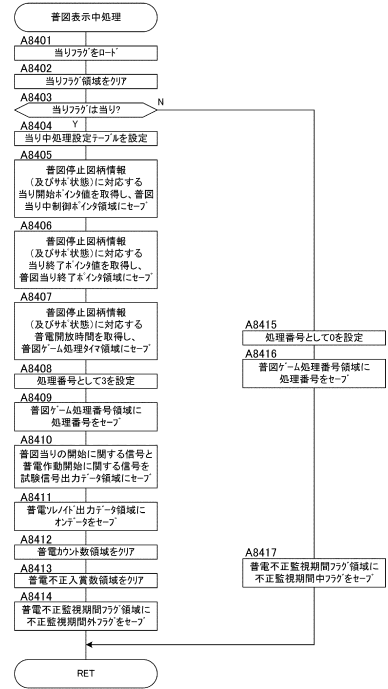 普図表示中処理
A8401
当りフラグをロード
A8402
当りフラグ領域をクリア
A8403
当りフラグは当り?
N
Y
A8404
当り中処理設定テーブルを設定
A8405
普図停止図柄情報
(及びサポ状態)に対応する
当り開始ポインタ値を取得し、普図
当り中制御ポインタ領域にセーブ
A8406
普図停止図柄情報
(及びサポ状態)に対応する
当り終了ポインタ値を取得し、
普図当り終了ポインタ領域にセーブ
A8407
普図停止図柄情報
(及びサポ状態)に対応する
普電開放時間を取得し、
普図ゲーム処理タイマ領域にセーブ
A8408
処理番号として3を設定
A8409
普図ゲーム処理番号領域に
処理番号をセーブ
A8410
普図当りの開始に関する信号と
普電作動開始に関する信号を
試験信号出力データ領域にセーブ
A8411
普電ソレノイド出力データ領域に
オンデータをセーブ
A8412
普電カウント数領域をクリア
A8413
普電不正入賞数領域をクリア
A8414
普電不正監視期間フラグ領域に
不正監視期間外フラグをセーブ
A8415
処理番号として0を設定
A8416
普図ゲーム処理番号領域に
処理番号をセーブ
A8417
普電不正監視期間フラグ領域に
不正監視期間中フラグをセーブ
RET